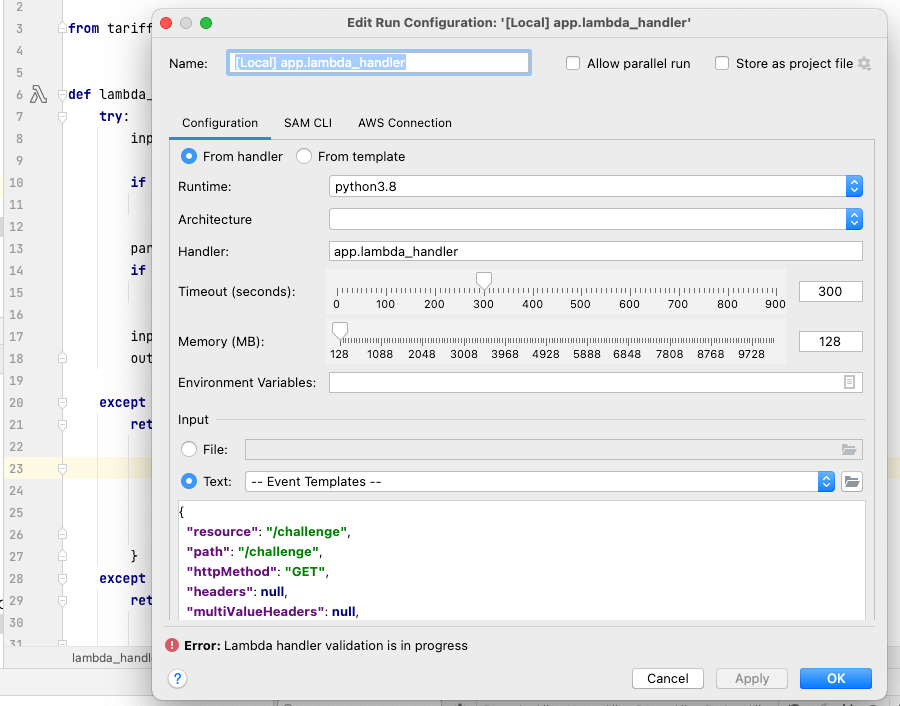 Edit Run Configuration: '[Local] app.lambda_handler'
Name: [Local] app.lambda_handler Allow parallel run Store as project file
Configuration SAM CLI AWS Connection
From handler From template
Runtime: python3.8
Architecture
Handler: app.lambda_handler
Timeout (seconds): 300
0 100 200 300 400 500 600 700 800 900
Memory (MB): 128
128 1088 2048 3008 3968 4928 5888 6848 7808 8768 9728
Environment Variables:
Input
File:
Text: -- Event Templates --
{
"resource": "/challenge",
"path": "/challenge",
"httpMethod": "GET",
"headers": null,
"multiValueHeaders": null,
Error: Lambda handler validation is in progress
? Cancel Apply OK
2
3 from tariff
4
5
6 def lambda_
7 try:
8 inp
9
10 if
11
12
13 par
14 if
15
16
17 inp
18 out
19
20 except
21 ret
22
23
24
25
26
27 }
28 except
29 ret
30
31
lambda_handl